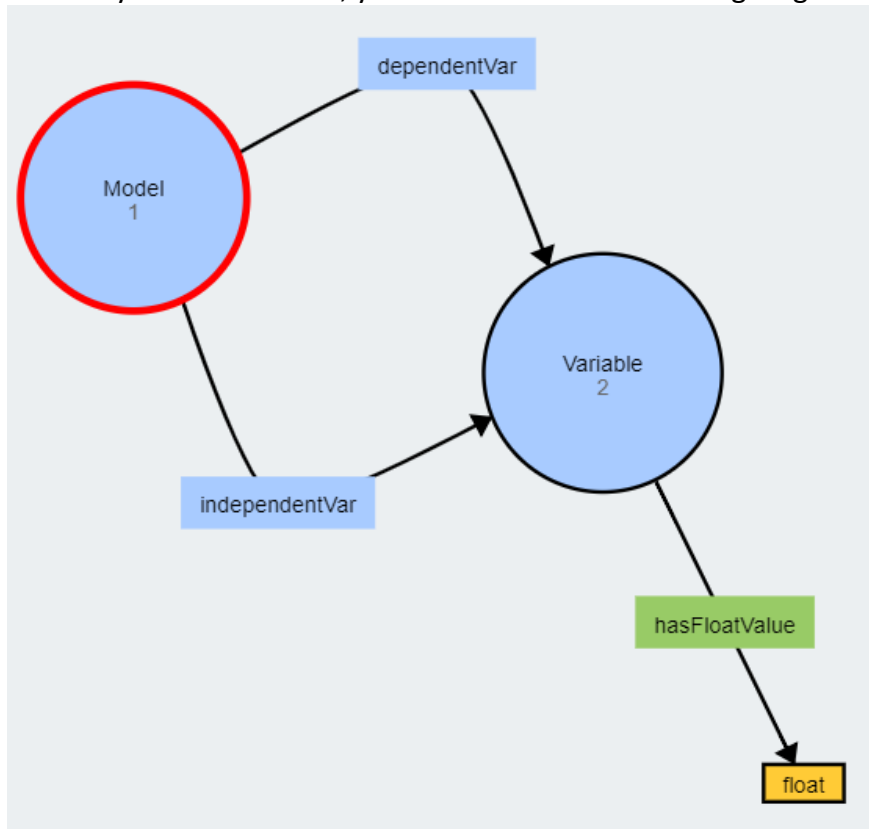 dependentVar
Model
1
Variable
2
independentVar
hasFloatValue
float